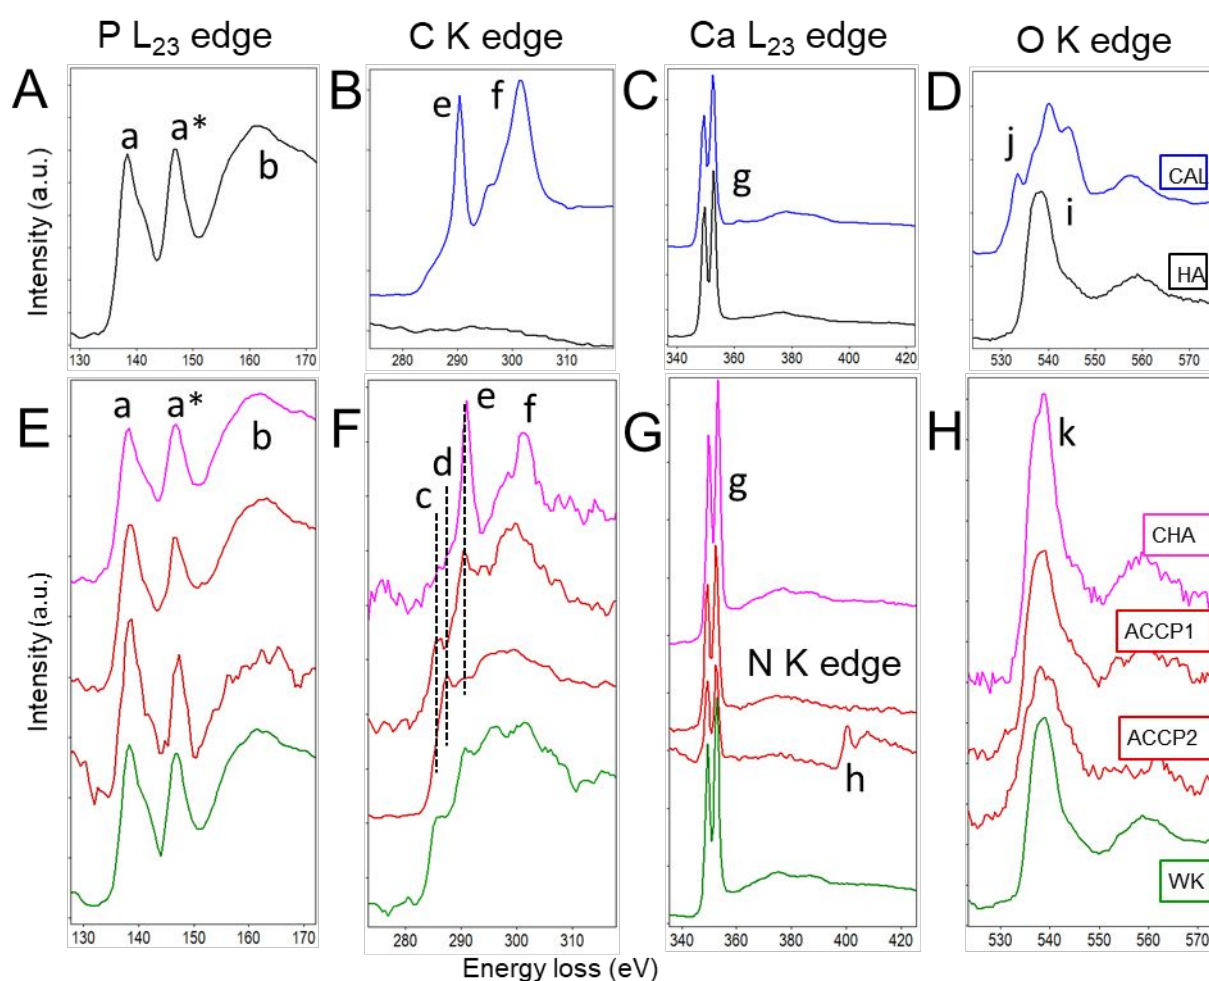 P L23 edge
C K edge
Ca L23 edge
O K edge
A
B
C
D
a
a*
b
e
f
g
j
i
CAL
HA
Intensity (a.u.)
130 140 150 160 170
280 290 300 310
340 360 380 400 420
530 540 550 560 570
E
F
G
H
a
a*
b
c
d
e
f
g
N K edge
h
k
CHA
ACCP1
ACCP2
WK
Intensity (a.u.)
130 140 150 160 170
280 290 300 310
340 360 380 400 420
530 540 550 560 570
Energy loss (eV)